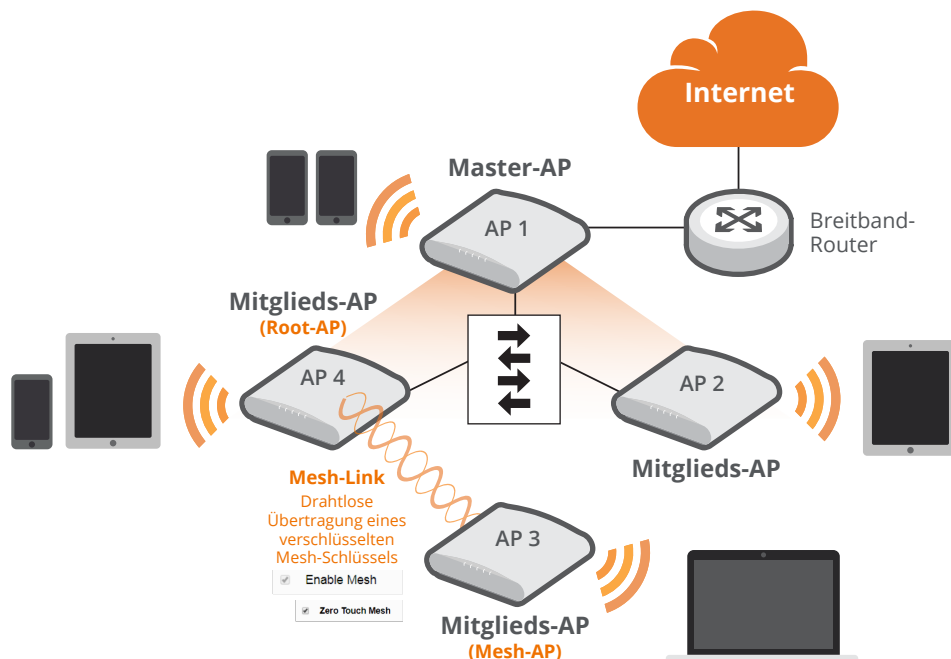 Internet
Master-AP
AP 1
Breitband-
Router
Mitglieds-AP
(Root-AP)
AP 4
AP 2
Mitglieds-AP
Mesh-Link
Drahtlose
Übertragung eines
verschlüsselten
Mesh-Schlüssels
Enable Mesh
Zero Touch Mesh
AP 3
Mitglieds-AP
(Mesh-AP)